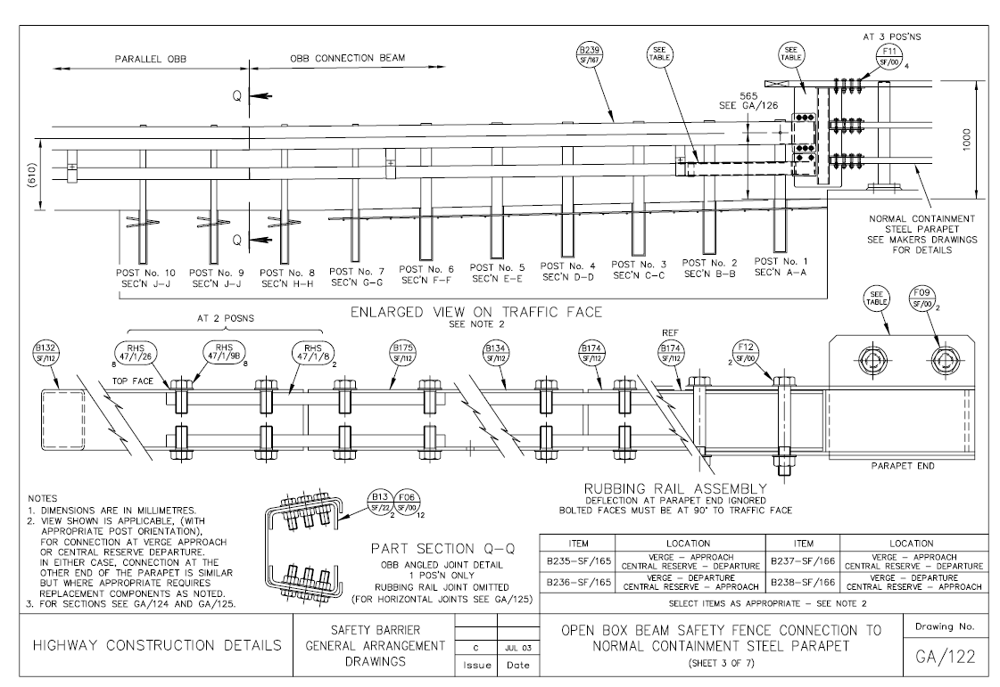 AT 3 POS'NS
PARALLEL OBB
OBB CONNECTION BEAM
B239
SF/167
SEE
TABLE
SEE
TABLE
F11
SF/00
4
Q
565
SEE GA/126
1000
(610)
Q
NORMAL CONTAINMENT
STEEL PARAPET
SEE MAKERS DRAWINGS
FOR DETAILS
POST No. 10
SEC'N J-J
POST No. 9
SEC'N J-J
POST No. 8
SEC'N H-H
POST No. 7
SEC'N G-G
POST No. 6
SEC'N F-F
POST No. 5
SEC'N E-E
POST No. 4
SEC'N D-D
POST No. 3
SEC'N C-C
POST No. 2
SEC'N B-B
POST No. 1
SEC'N A-A
ENLARGED VIEW ON TRAFFIC FACE
SEE NOTE 2
SEE
TABLE
F09
SF/00
2
AT 2 POSNS
B132
SF/112
RHS
47/1/26
8
RHS
47/1/9B
8
RHS
47/1/8
2
B175
SF/112
B134
SF/112
B174
SF/112
REF
B174
SF/112
F12
SF/00
2
TOP FACE
PARAPET END
RUBBING RAIL ASSEMBLY
DEFLECTION AT PARAPET END IGNORED
BOLTED FACES MUST BE AT 90° TO TRAFFIC FACE
NOTES
1. DIMENSIONS ARE IN MILLIMETRES.
2. VIEW SHOWN IS APPLICABLE, (WITH
APPROPRIATE POST ORIENTATION),
FOR CONNECTION AT VERGE APPROACH
OR CENTRAL RESERVE DEPARTURE.
IN EITHER CASE, CONNECTION AT THE
OTHER END OF THE PARAPET IS SIMILAR
BUT WHERE APPROPRIATE REQUIRES
REPLACEMENT COMPONENTS AS NOTED.
3. FOR SECTIONS SEE GA/124 AND GA/125.
B13
SF/22
2
F06
SF/00
12
PART SECTION Q-Q
OBB ANGLED JOINT DETAIL
1 POS'N ONLY
RUBBING RAIL JOINT OMITTED
(FOR HORIZONTAL JOINTS SEE GA/125)
ITEM LOCATION ITEM LOCATION
B235-SF/165 VERGE - APPROACH
CENTRAL RESERVE - DEPARTURE
B237-SF/166 VERGE - APPROACH
CENTRAL RESERVE - DEPARTURE
B236-SF/165 VERGE - DEPARTURE
CENTRAL RESERVE - APPROACH
B238-SF/166 VERGE - DEPARTURE
CENTRAL RESERVE - APPROACH
SELECT ITEMS AS APPROPRIATE - SEE NOTE 2
HIGHWAY CONSTRUCTION DETAILS
SAFETY BARRIER
GENERAL ARRANGEMENT
DRAWINGS
C JUL 03
Issue Date
OPEN BOX BEAM SAFETY FENCE CONNECTION TO
NORMAL CONTAINMENT STEEL PARAPET
(SHEET 3 OF 7)
Drawing No.
GA/122